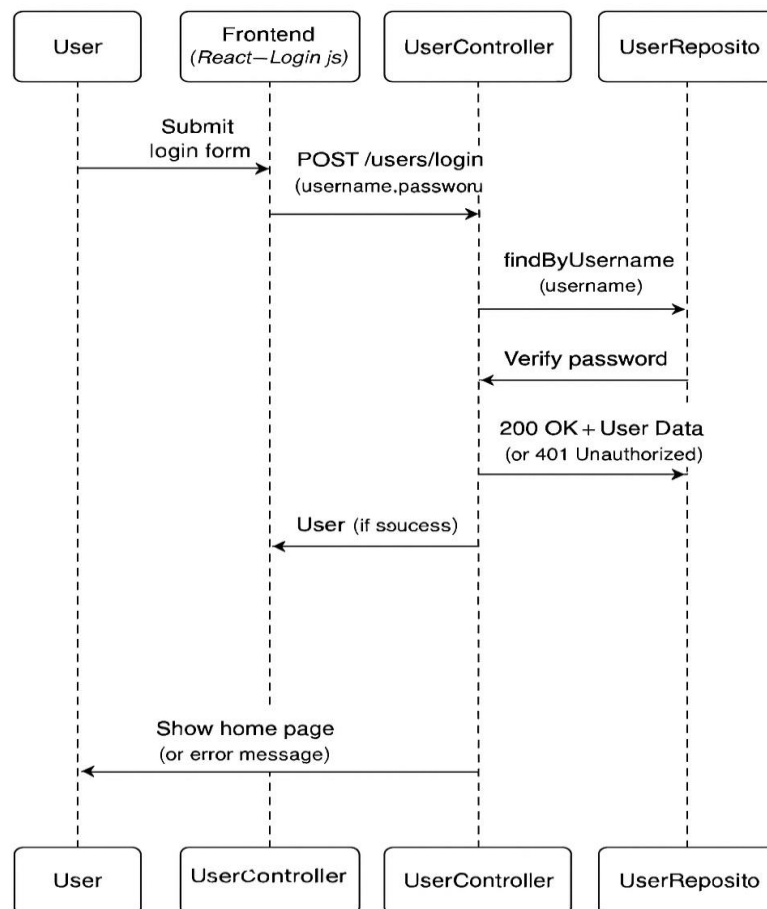 User
Frontend
(React—Login js)
UserController
UserReposito
Submit
login form
POST /users/login
(username.passworu
findByUsername
(username)
Verify password
200 OK + User Data
(or 401 Unauthorized)
User (if soucess)
Show home page
(or error message)
User
UserController
UserController
UserReposito